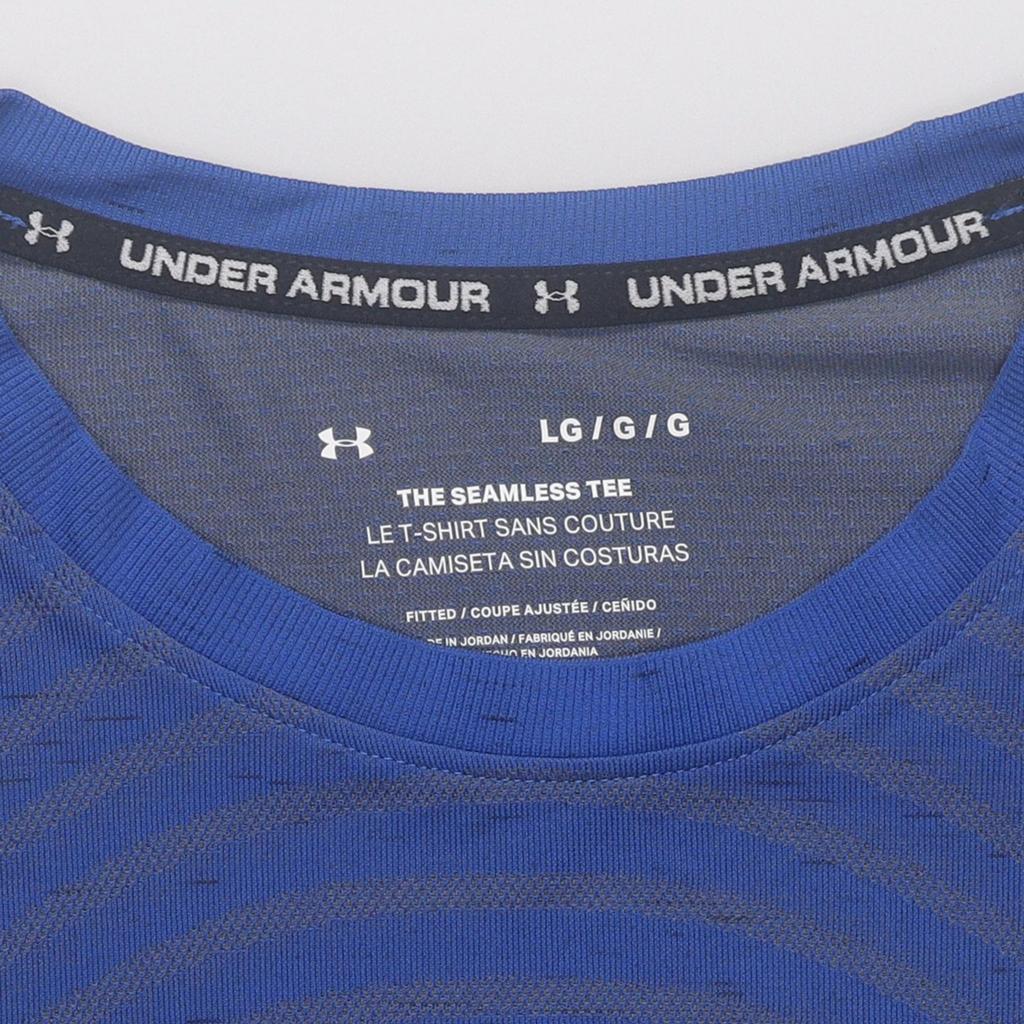 UNDER ARMOUR UNDER ARMOUR
LG / G / G
THE SEAMLESS TEE
LE T-SHIRT SANS COUTURE
LA CAMISETA SIN COSTURAS
FITTED / COUPE AJUSTÉE / CEÑIDO
IN JORDAN / FABRIQUÉ EN JORDANIE /
EN JORDANIA